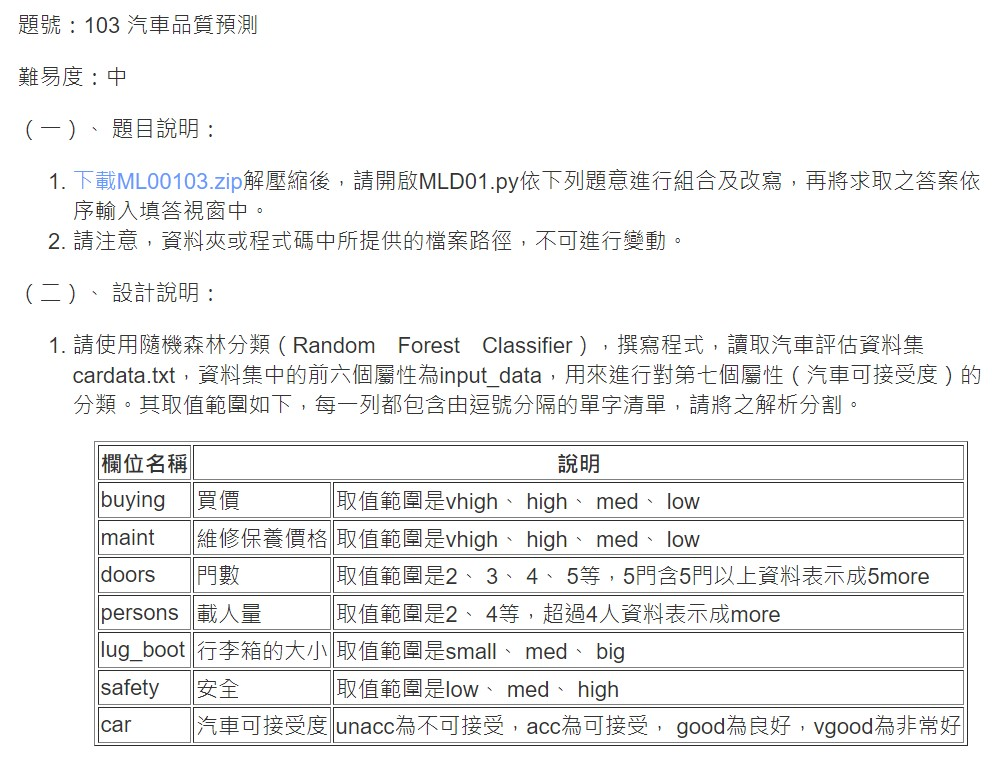 題號：103 汽車品質預測
難易度：中
（一）、 題目說明：
1. 下載ML00103.zip解壓縮後，請開啟MLD01.py依下列題意進行組合及改寫，再將求取之答案依
序輸入填答視窗中。
2. 請注意，資料夾或程式碼中所提供的檔案路徑，不可進行變動。
（二）、 設計說明：
1. 請使用隨機森林分類（Random Forest Classifier），撰寫程式，讀取汽車評估資料集
cardata.txt，資料集中的前六個屬性為input_data，用來進行對第七個屬性（汽車可接受度）的
分類。其取值範圍如下，每一列都包含由逗號分隔的單字清單，請將之解析分割。
欄位名稱 說明
buying 買價 取值範圍是vhigh、 high、 med、 low
maint 維修保養價格 取值範圍是vhigh、 high、 med、 low
doors 門數 取值範圍是2、 3、 4、 5等，5門含5門以上資料表示成5more
persons 載人量 取值範圍是2、 4等，超過4人資料表示成more
lug_boot 行李箱的大小 取值範圍是small、 med、 big
safety 安全 取值範圍是low、 med、 high
car 汽車可接受度 unacc為不可接受，acc為可接受， good為良好，vgood為非常好